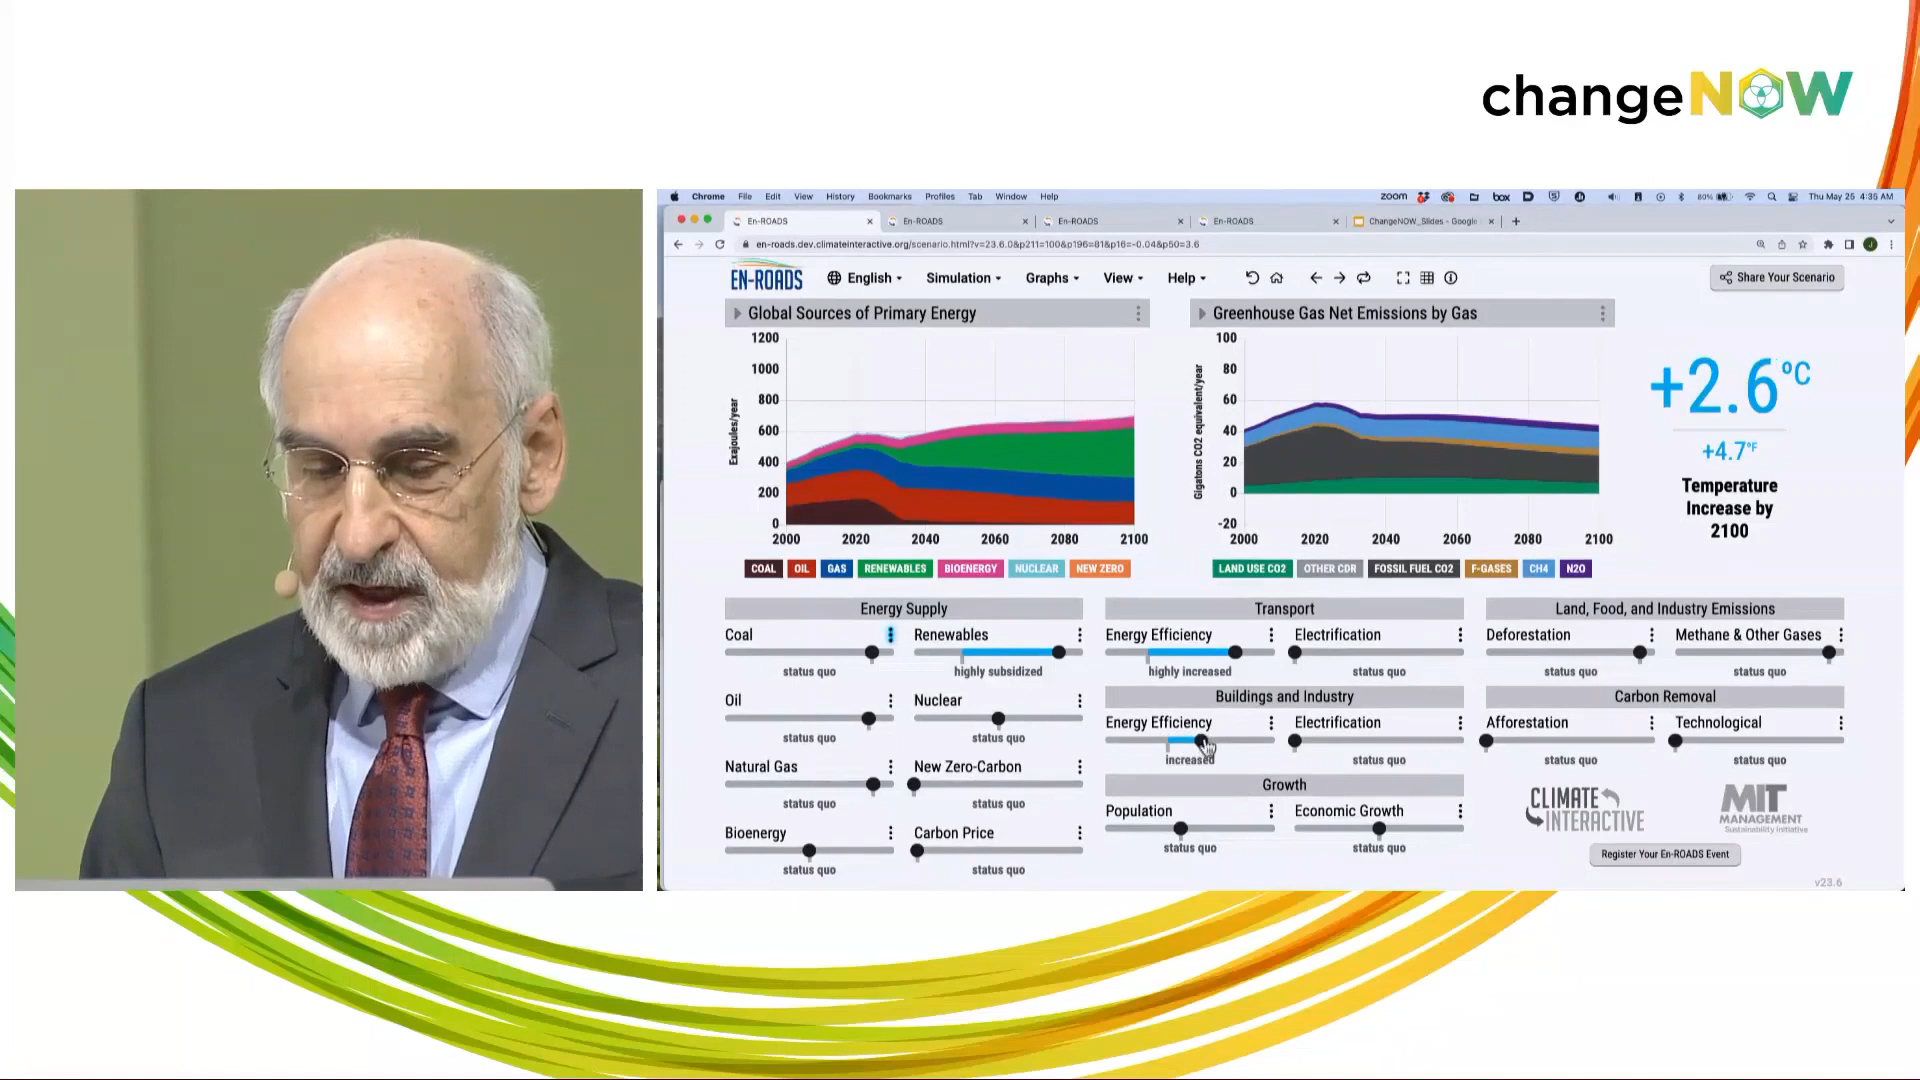 changeNOW
Chrome File Edit View History Bookmarks Profiles Tab Window Help
zoom box 80% Thu May 25 4:35 AM
En-ROADS En-ROADS En-ROADS En-ROADS ChangeNOW_Slides - Google
en-roads.dev.climateinteractive.org/scenario.html?v=23.6.0&p211=100&p196=81&p16=-0.04&p50=3.6
EN-ROADS English Simulation Graphs View Help Share Your Scenario
Global Sources of Primary Energy
1200
1000
800
600
400
200
0
Exajoules/year
2000 2020 2040 2060 2080 2100
COAL OIL GAS RENEWABLES BIOENERGY NUCLEAR NEW ZERO
Greenhouse Gas Net Emissions by Gas
100
80
60
40
20
0
-20
Gigatons CO2 equivalent/year
2000 2020 2040 2060 2080 2100
LAND USE CO2 OTHER CDR FOSSIL FUEL CO2 F-GASES CH4 N2O
+2.6°C
+4.7°F
Temperature
Increase by
2100
Energy Supply
Coal
status quo
Renewables
highly subsidized
Oil
status quo
Nuclear
status quo
Natural Gas
status quo
New Zero-Carbon
status quo
Bioenergy
status quo
Carbon Price
status quo
Transport
Energy Efficiency
highly increased
Electrification
status quo
Buildings and Industry
Energy Efficiency
increased
Electrification
status quo
Growth
Population
status quo
Economic Growth
status quo
Land, Food, and Industry Emissions
Deforestation
status quo
Methane & Other Gases
status quo
Carbon Removal
Afforestation
status quo
Technological
status quo
CLIMATE
INTERACTIVE
MIT
MANAGEMENT
Sustainability Initiative
Register Your En-ROADS Event
v23.6